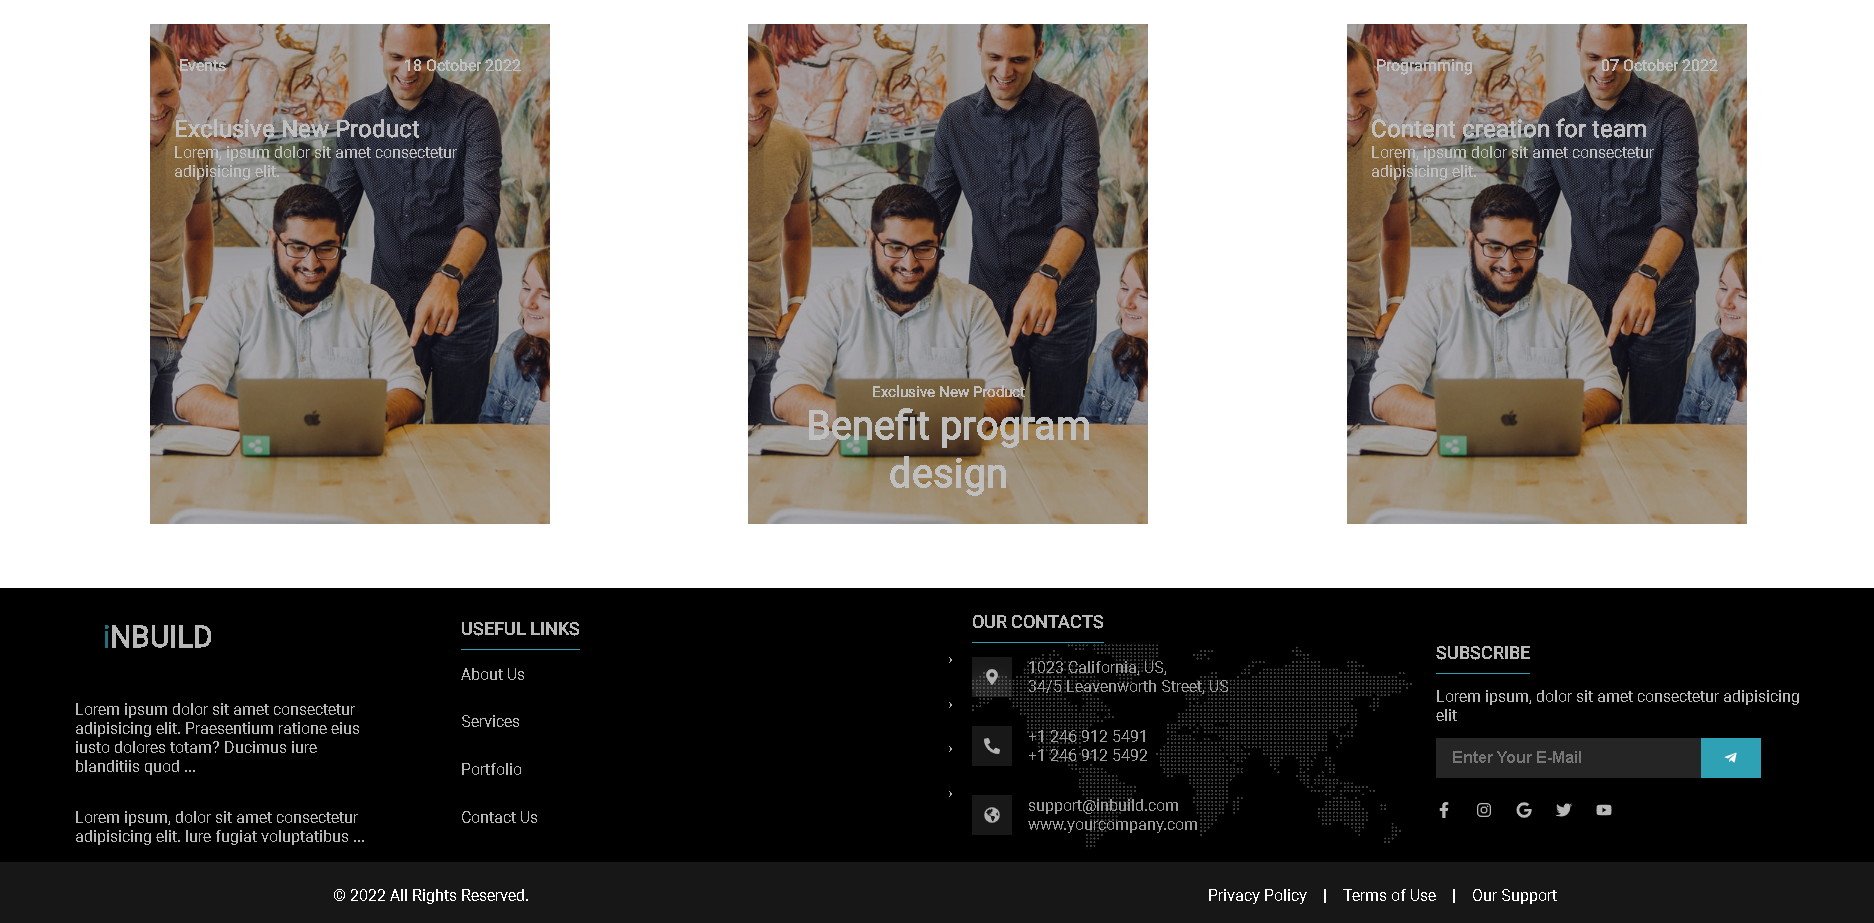 Events
18 October 2022
Exclusive New Product
Lorem, ipsum dolor sit amet consectetur
adipisicing elit.
Exclusive New Product
Benefit program
design
Programming
07 October 2022
Content creation for team
Lorem, ipsum dolor sit amet consectetur
adipisicing elit.
iNBUILD
Lorem ipsum dolor sit amet consectetur
adipisicing elit. Praesentium ratione eius
iusto dolores totam? Ducimus iure
blanditiis quod ...
Lorem ipsum, dolor sit amet consectetur
adipisicing elit. Iure fugiat voluptatibus ...
USEFUL LINKS
About Us
Services
Portfolio
Contact Us
OUR CONTACTS
1023 California, US,
34/5 Leavenworth Street, US
+1 246 912 5491
+1 246 912 5492
support@inbuild.com
www.yourcompany.com
SUBSCRIBE
Lorem ipsum, dolor sit amet consectetur adipisicing
elit
Enter Your E-Mail
© 2022 All Rights Reserved.
Privacy Policy | Terms of Use | Our Support